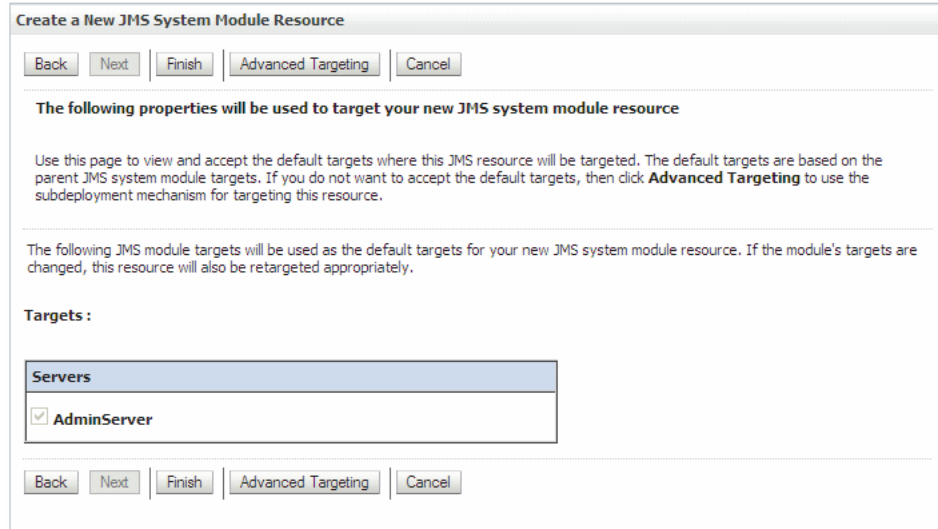 Create a New JMS System Module Resource
Back Next Finish Advanced Targeting Cancel
The following properties will be used to target your new JMS system module resource
Use this page to view and accept the default targets where this JMS resource will be targeted. The default targets are based on the
parent JMS system module targets. If you do not want to accept the default targets, then click Advanced Targeting to use the
subdeployment mechanism for targeting this resource.
The following JMS module targets will be used as the default targets for your new JMS system module resource. If the module's targets are
changed, this resource will also be retargeted appropriately.
Targets :
Servers
AdminServer
Back Next Finish Advanced Targeting Cancel